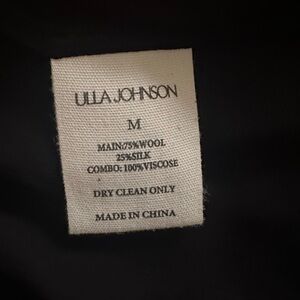 ULLA JOHNSON
M
MAIN:75%WOOL
25%SILK
COMBO: 100%VISCOSE
DRY CLEAN ONLY
MADE IN CHINA